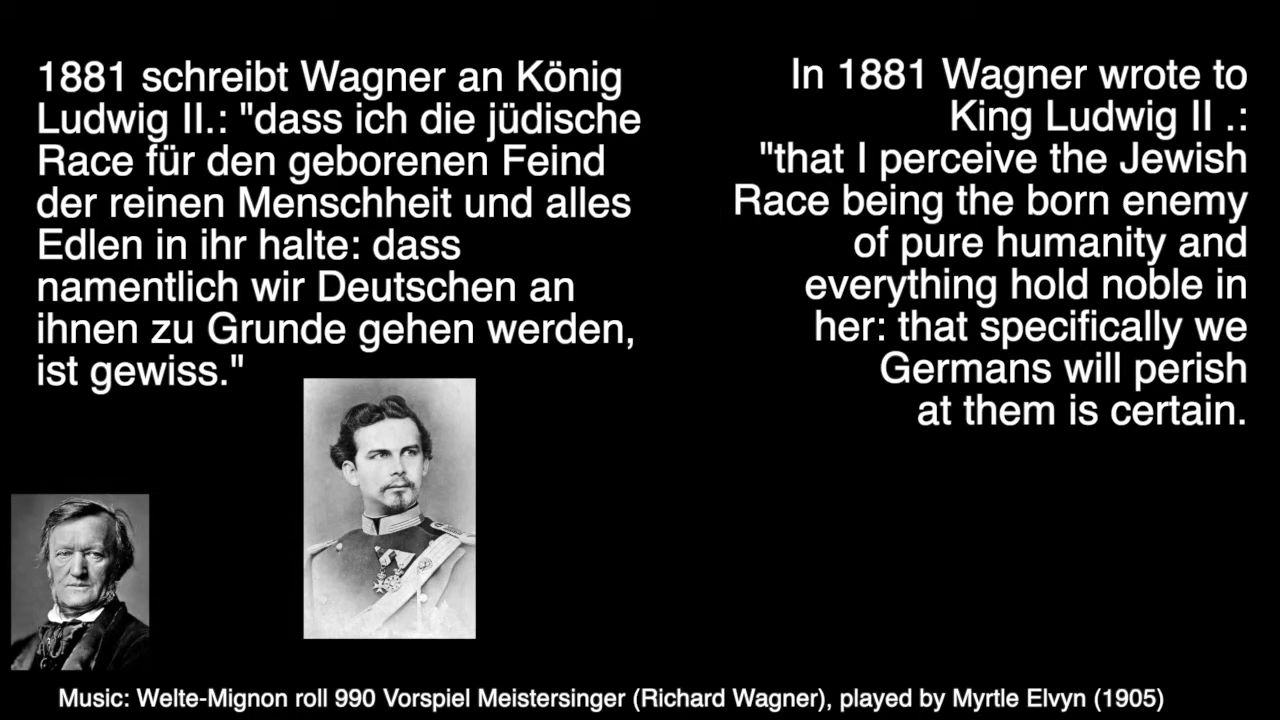 1881 schreibt Wagner an König
Ludwig II.: "dass ich die jüdische
Race für den geborenen Feind
der reinen Menschheit und alles
Edlen in ihr halte: dass
namentlich wir Deutschen an
ihnen zu Grunde gehen werden,
ist gewiss."
In 1881 Wagner wrote to
King Ludwig II .:
"that I perceive the Jewish
Race being the born enemy
of pure humanity and
everything hold noble in
her: that specifically we
Germans will perish
at them is certain.
Music: Welte-Mignon roll 990 Vorspiel Meistersinger (Richard Wagner), played by Myrtle Elvyn (1905)